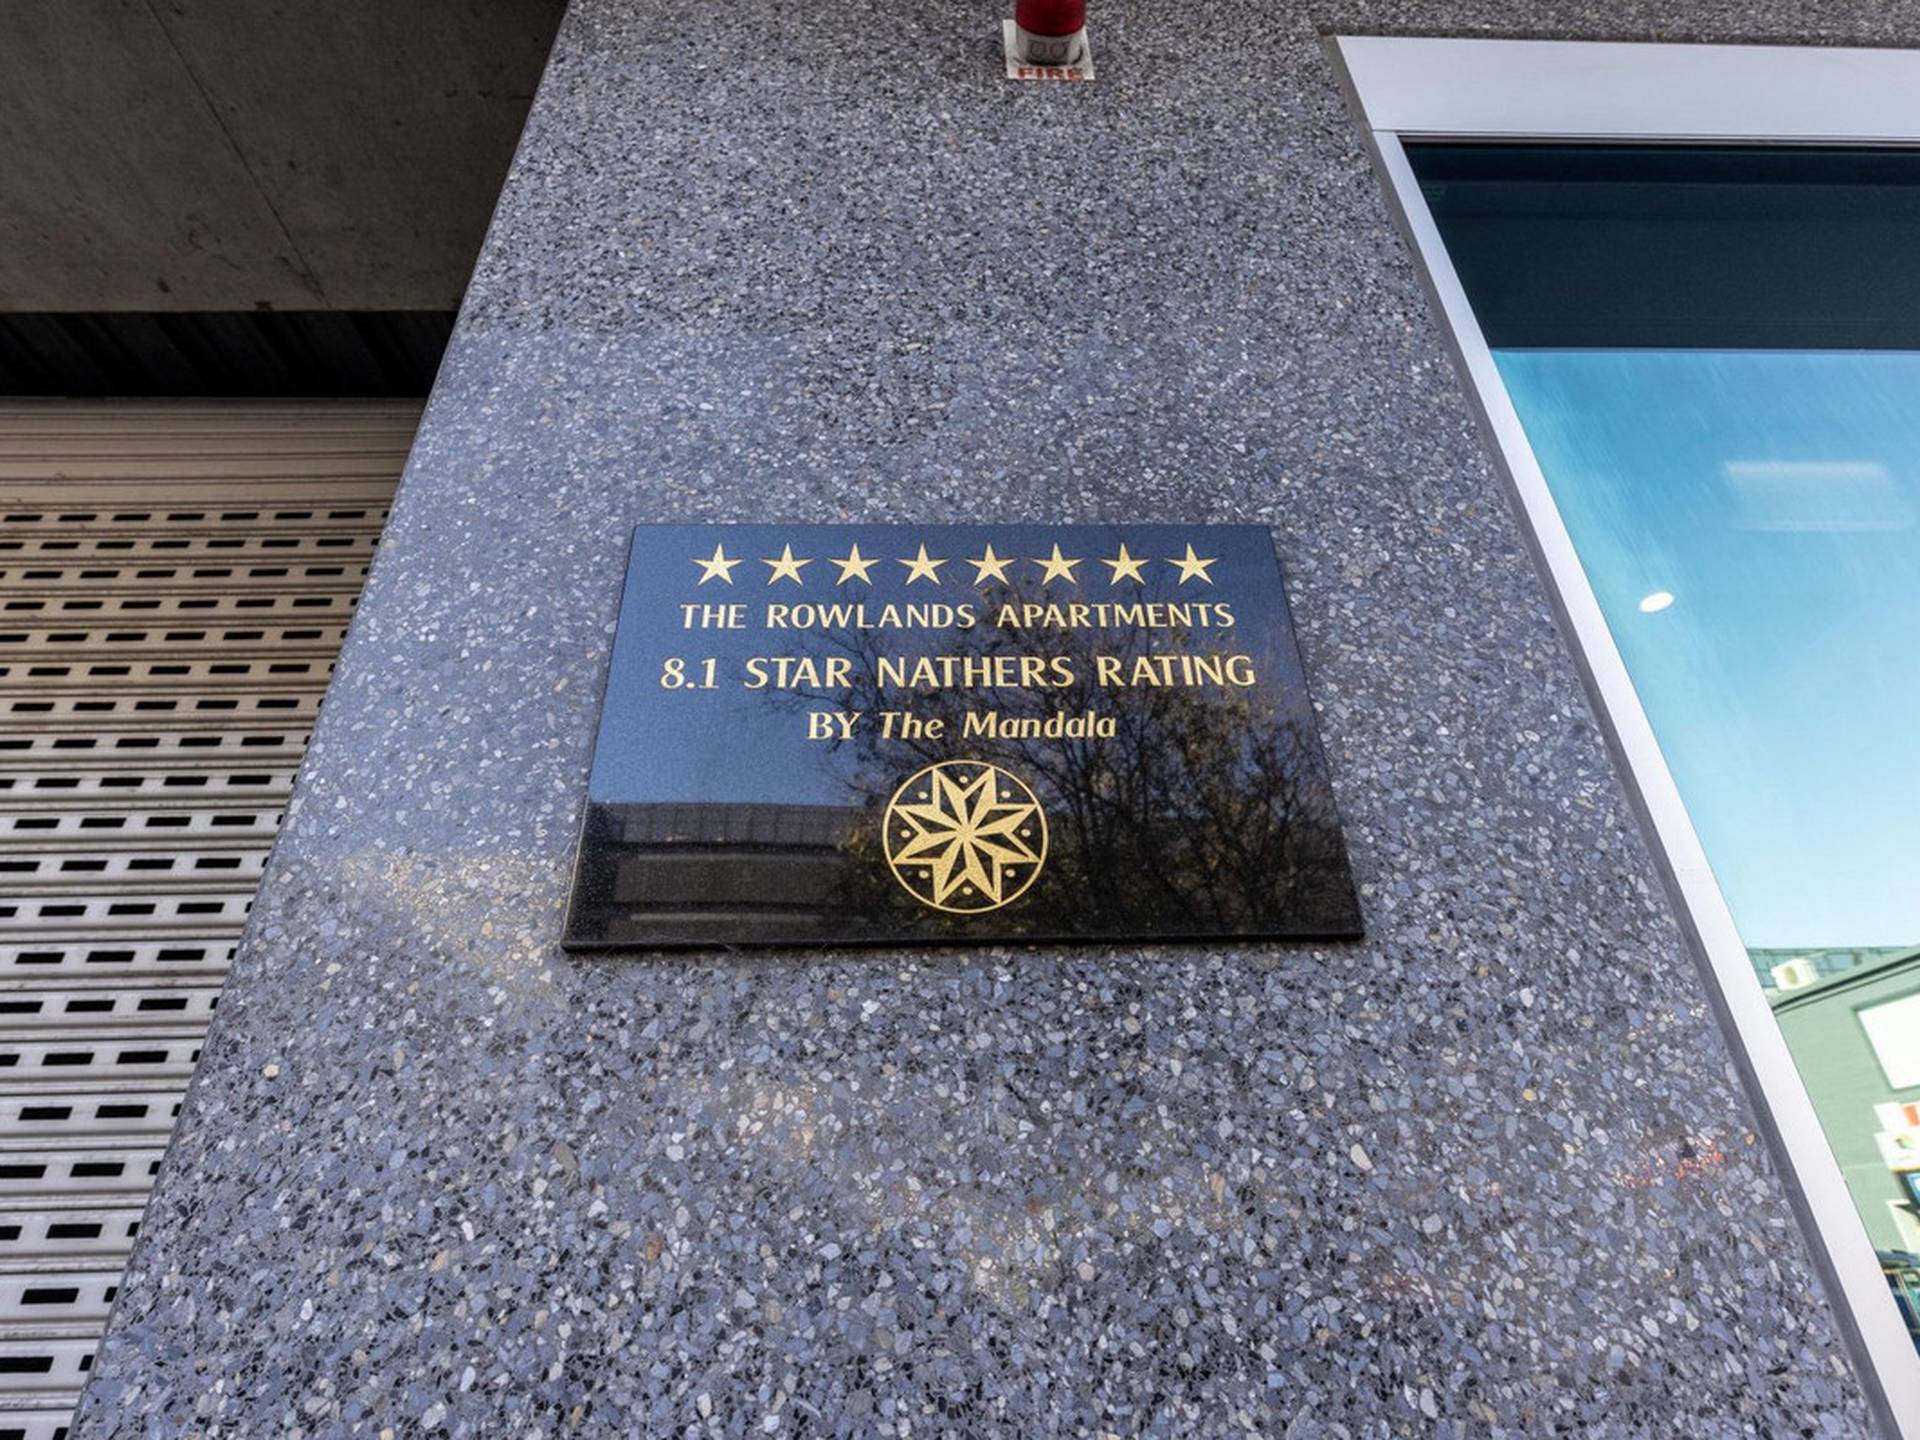 FIRE
THE ROWLANDS APARTMENTS
8.1 STAR NATHERS RATING
BY The Mandala